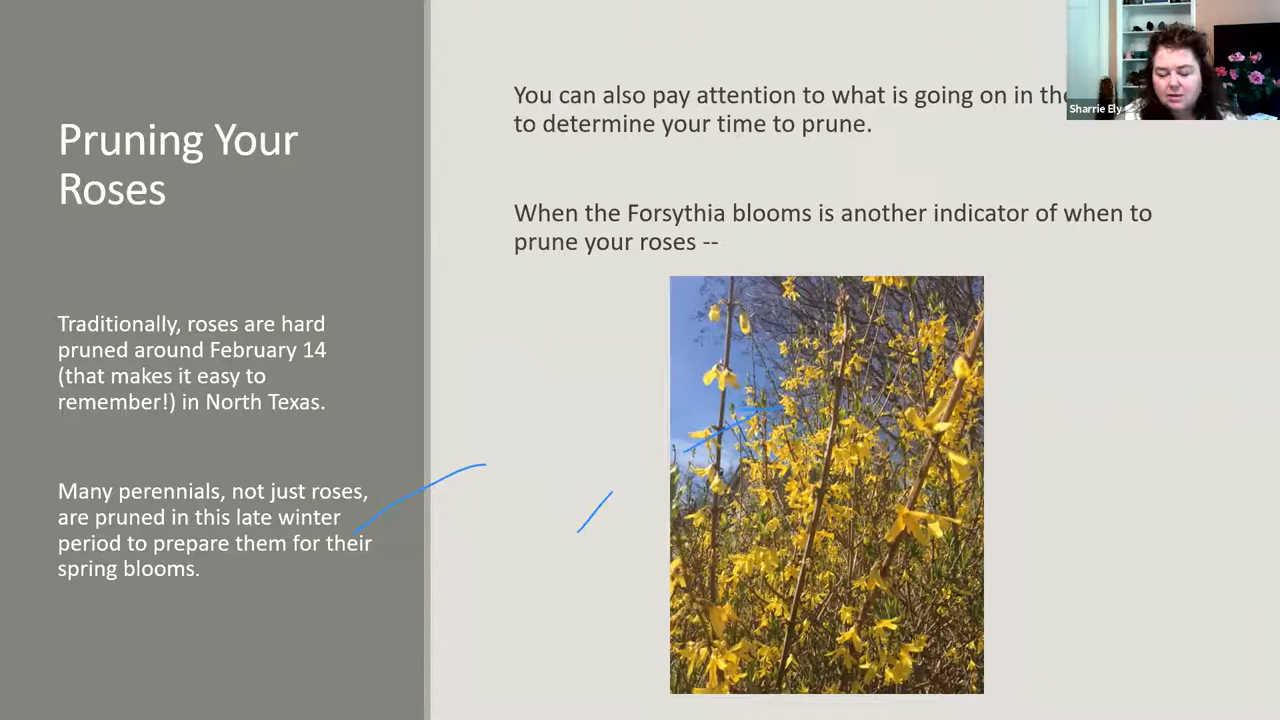 Pruning Your
Roses
Traditionally, roses are hard
pruned around February 14
(that makes it easy to
remember!) in North Texas.
Many perennials, not just roses,
are pruned in this late winter
period to prepare them for their
spring blooms.
You can also pay attention to what is going on in
to determine your time to prune.
When the Forsythia blooms is another indicator of when to
prune your roses --
Sharrie Ely